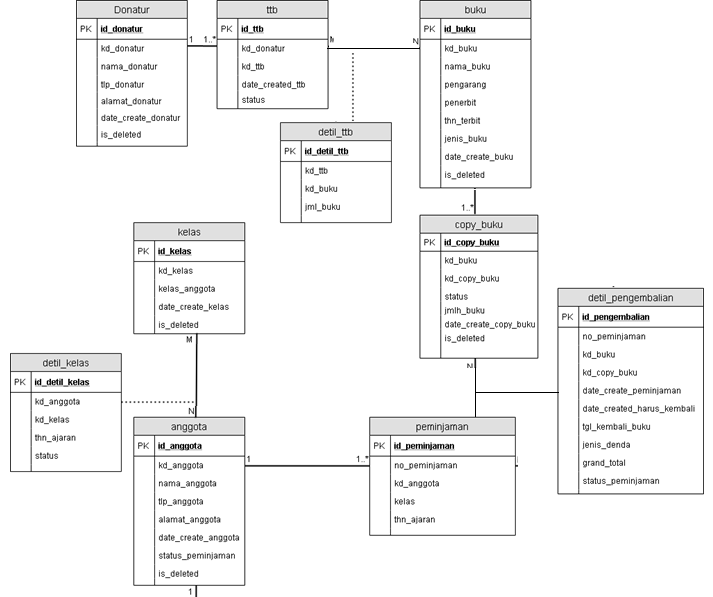 Donatur
PK id_donatur
kd_donatur
nama_donatur
tlp_donatur
alamat_donatur
date_create_donatur
is_deleted
1
1..*
ttb
PK id_ttb
kd_donatur
kd_ttb
date_created_ttb
status
N
buku
PK id_buku
kd_buku
nama_buku
pengarang
penerbit
thn_terbit
jenis_buku
date_create_buku
is_deleted
detil_ttb
PK id_detil_ttb
kd_ttb
kd_buku
jml_buku
1..*
copy_buku
PK id_copy_buku
kd_buku
kd_copy_buku
status
jmlh_buku
date_create_copy_buku
is_deleted
N
kelas
PK id_kelas
kd_kelas
kelas_anggota
date_create_kelas
is_deleted
M
detil_pengembalian
PK id_pengembalian
no_peminjaman
kd_buku
kd_copy_buku
date_create_peminjaman
date_created_harus_kembali
tgl_kembali_buku
jenis_denda
grand_total
status_peminjaman
detil_kelas
PK id_detil_kelas
kd_anggota
kd_kelas
thn_ajaran
status
N
anggota
PK id_anggota
kd_anggota
nama_anggota
tlp_anggota
alamat_anggota
date_create_anggota
status_peminjaman
is_deleted
1
1..*
1
peminjaman
PK id_peminjaman
no_peminjaman
kd_anggota
kelas
thn_ajaran